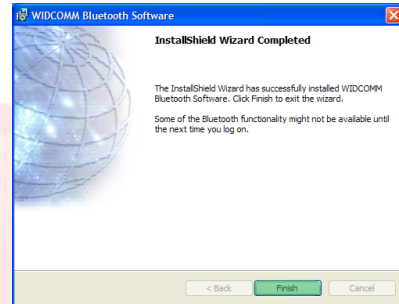 WIDCOMM Bluetooth Software
InstallShield Wizard Completed
The InstallShield Wizard has successfully installed WIDCOMM
Bluetooth Software. Click Finish to exit the wizard.
Some of the Bluetooth functionality might not be available until
the next time you log on.
< Back Finish Cancel